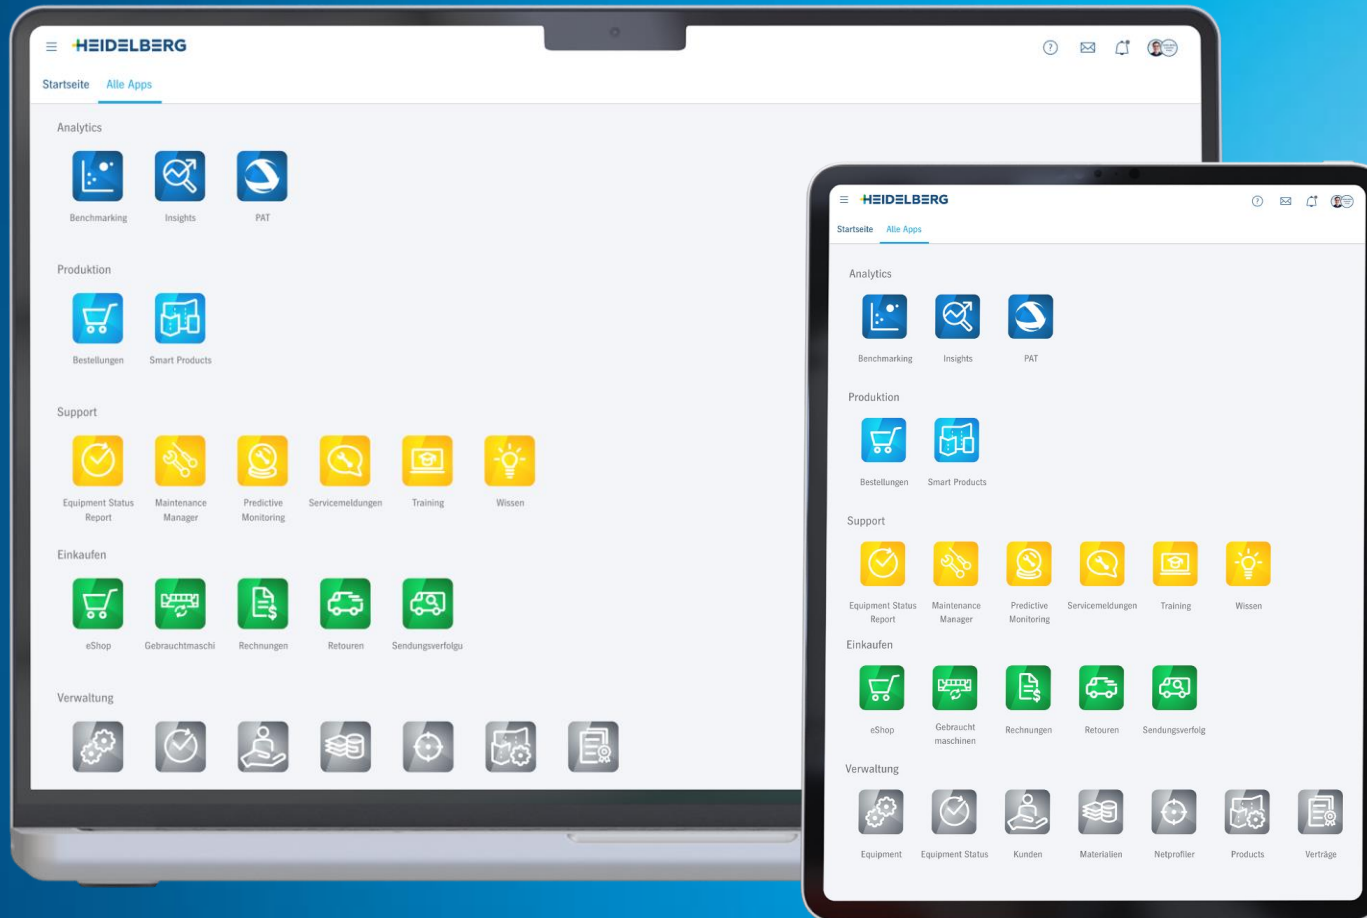 HEIDELBERG
Startseite Alle Apps
Analytics
Benchmarking Insights PAT
Produktion
Bestellungen Smart Products
Support
Equipment Status Maintenance Predictive Servicemeldungen Training Wissen
Report Manager Monitoring
Einkaufen
eShop Gebrauchtmaschi Rechnungen Retouren Sendungsverfolgu
Verwaltung
HEIDELBERG
Startseite Alle Apps
Analytics
Benchmarking Insights PAT
Produktion
Bestellungen Smart Products
Support
Equipment Status Maintenance Predictive Servicemeldungen Training Wissen
Report Manager Monitoring
Einkaufen
eShop Gebraucht Rechnungen Retouren Sendungsverfolg
maschinen
Verwaltung
Equipment Equipment Status Kunden Materialien Netprofiler Products Verträge